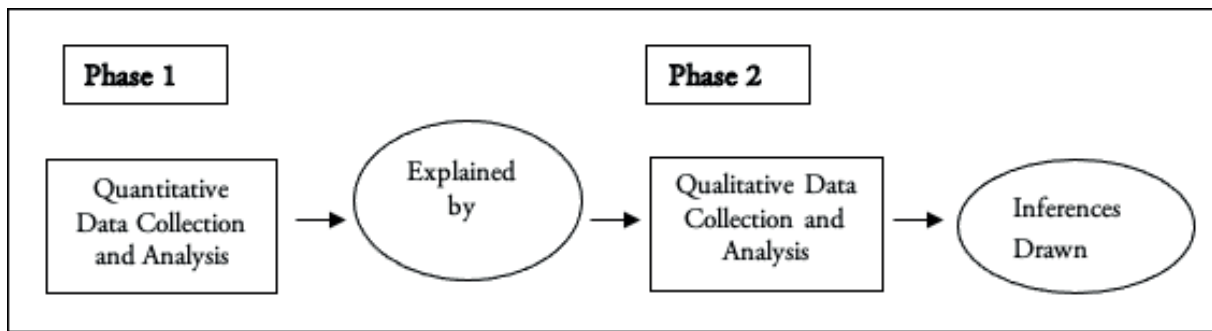 Phase 1
Phase 2
Quantitative
Data Collection
and Analysis
Explained
by
Qualitative Data
Collection and
Analysis
Inferences
Drawn